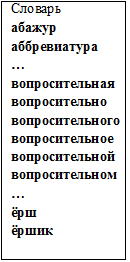 Словарь
абажур
аббревиатура
…
вопросительная
вопросительно
вопросительного
вопросительное
вопросительной
вопросительном
…
ёрш
ёршик